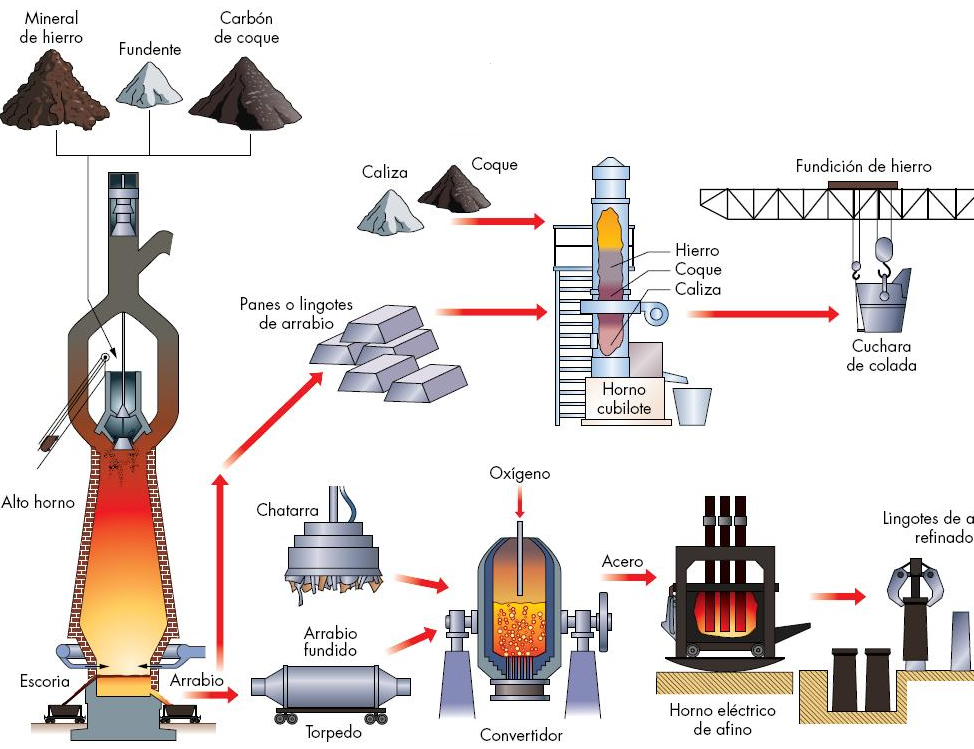 Mineral
de hierro
Fundente
Carbón
de coque
Caliza
Coque
Fundición de hierro
Hierro
Coque
Caliza
Panes o lingotes
de arrabio
Cuchara
de colada
Horno
cubilote
Alto horno
Chatarra
Oxígeno
Acero
Lingotes de a
refinado
Arrabio
fundido
Escoria
Arrabio
Torpedo
Convertidor
Horno eléctrico
de afino